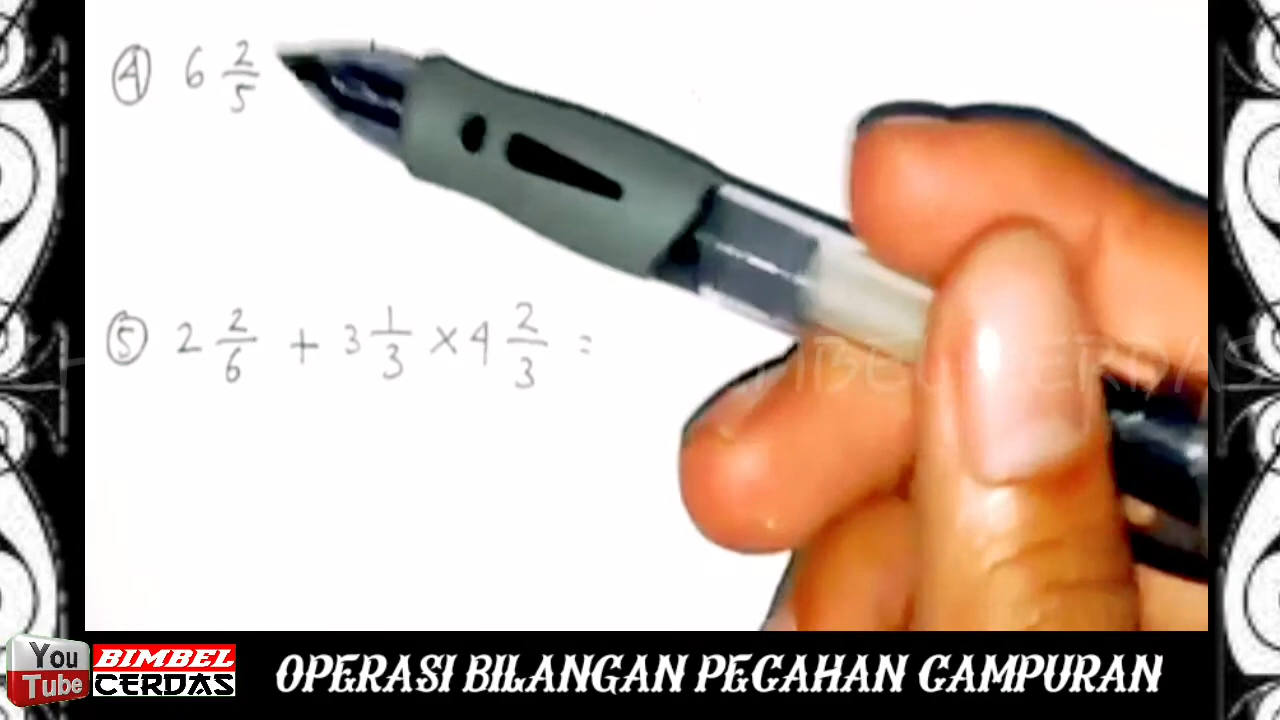 ④ 6 2/5
⑤ 2 2/6 + 3 1/3 × 4 2/3 =
You
Tube
BIMBEL
CERDAS
OPERASI BILANGAN PECAHAN CAMPURAN